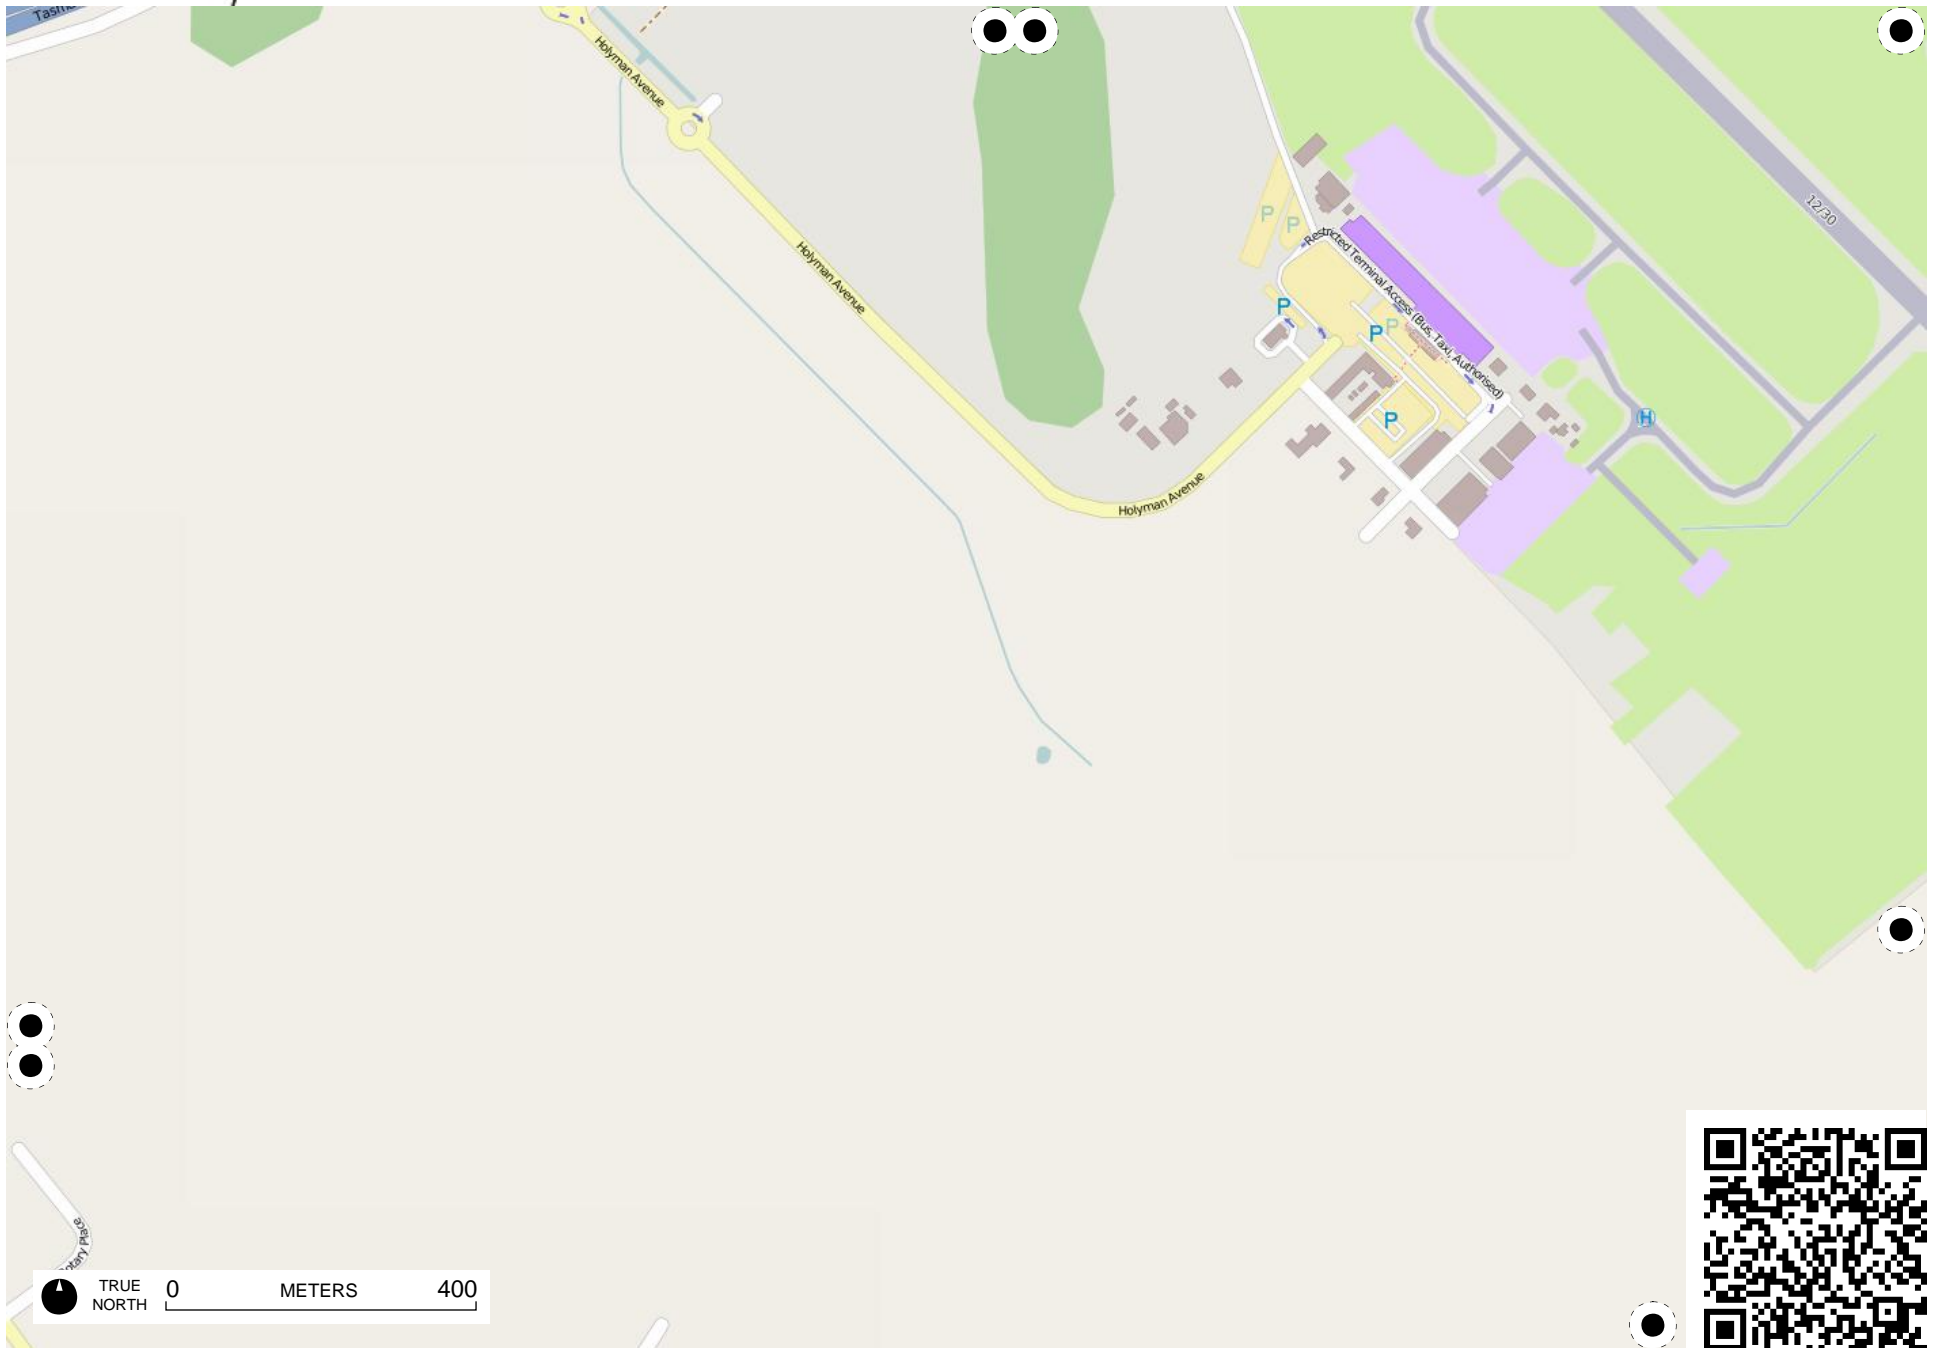 Holyman Avenue
12/30
P
P
Restricted Terminal Access (Bus, Taxi, Authorised)
Holyman Avenue
P
P
P
P
H
Holyman Avenue
TRUE
NORTH
0
METERS
400